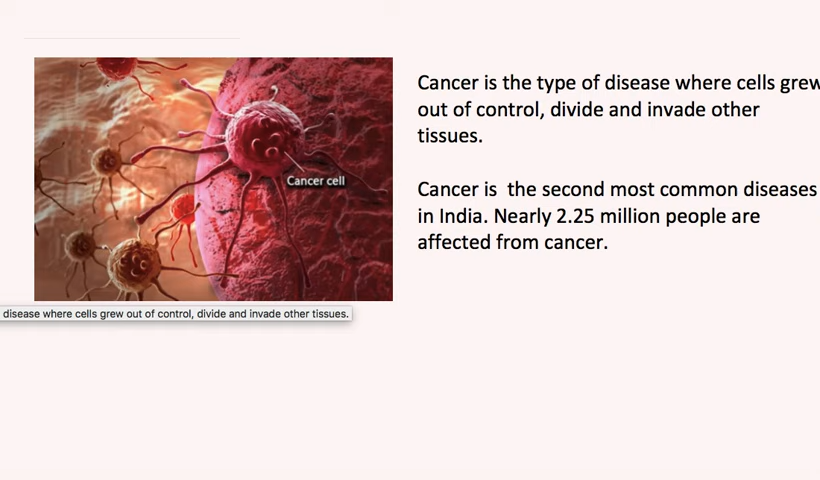 Cancer is the type of disease where cells grew
out of control, divide and invade other
tissues.
Cancer is  the second most common diseases
in India. Nearly 2.25 million people are
affected from cancer.
Cancer cell
disease where cells grew out of control, divide and invade other tissues.